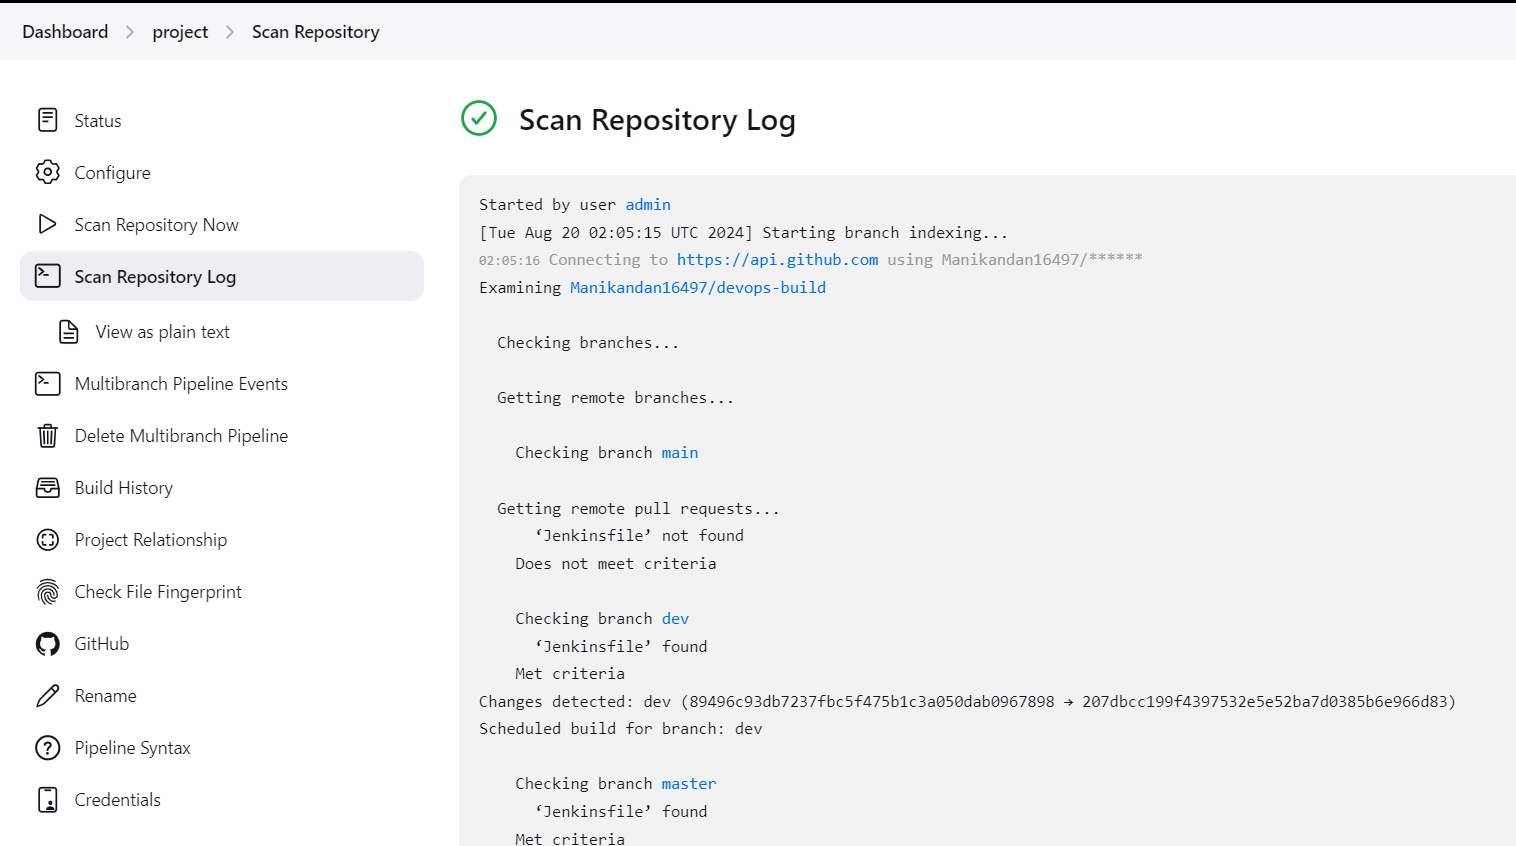 Dashboard > project > Scan Repository
Status
Configure
Scan Repository Now
Scan Repository Log
View as plain text
Multibranch Pipeline Events
Delete Multibranch Pipeline
Build History
Project Relationship
Check File Fingerprint
GitHub
Rename
Pipeline Syntax
Credentials
Scan Repository Log
Started by user admin
[Tue Aug 20 02:05:15 UTC 2024] Starting branch indexing...
02:05:16 Connecting to https://api.github.com using Manikandan16497/******
Examining Manikandan16497/devops-build
Checking branches...
Getting remote branches...
Checking branch main
Getting remote pull requests...
‘Jenkinsfile’ not found
Does not meet criteria
Checking branch dev
‘Jenkinsfile’ found
Met criteria
Changes detected: dev (89496c93db7237fbc5f475b1c3a050dab0967898 → 207dbcc199f4397532e5e52ba7d0385b6e966d83)
Scheduled build for branch: dev
Checking branch master
‘Jenkinsfile’ found
Met criteria